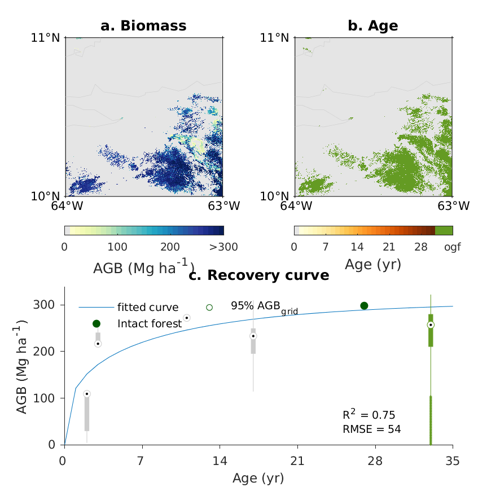 a. Biomass
b. Age
11°N
11°N
10°N
10°N
64°W 63°W
64°W 63°W
0 100 200 >300
0 7 14 21 28 ogf
AGB (Mg ha⁻¹)
Age (yr)
c. Recovery curve
fitted curve
95% AGB_grid
Intact forest
AGB (Mg ha⁻¹)
300
200
100
0
R² = 0.75
RMSE = 54
0 7 14 21 28 35
Age (yr)